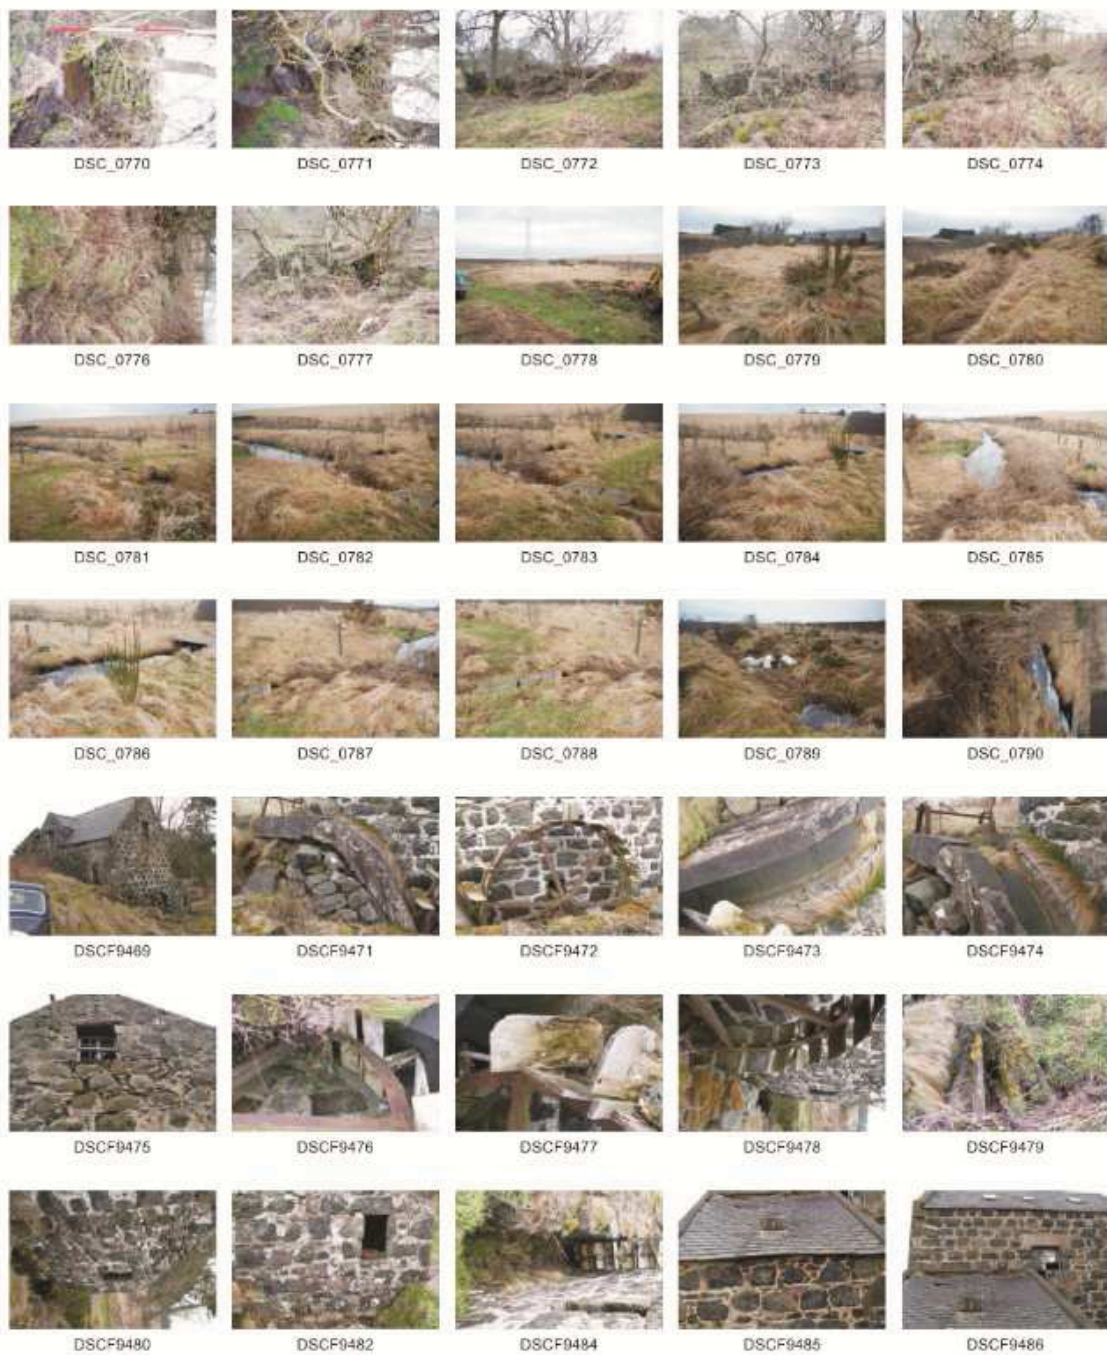 DSC_0770 DSC_0771 DSC_0772 DSC_0773 DSC_0774
DSC_0776 DSC_0777 DSC_0778 DSC_0779 DSC_0780
DSC_0781 DSC_0782 DSC_0783 DSC_0784 DSC_0785
DSC_0786 DSC_0787 DSC_0788 DSC_0789 DSC_0790
DSCF9469 DSCF9471 DSCF9472 DSCF9473 DSCF9474
DSCF9475 DSCF9476 DSCF9477 DSCF9478 DSCF9479
DSCF9480 DSCF9482 DSCF9484 DSCF9485 DSCF9486